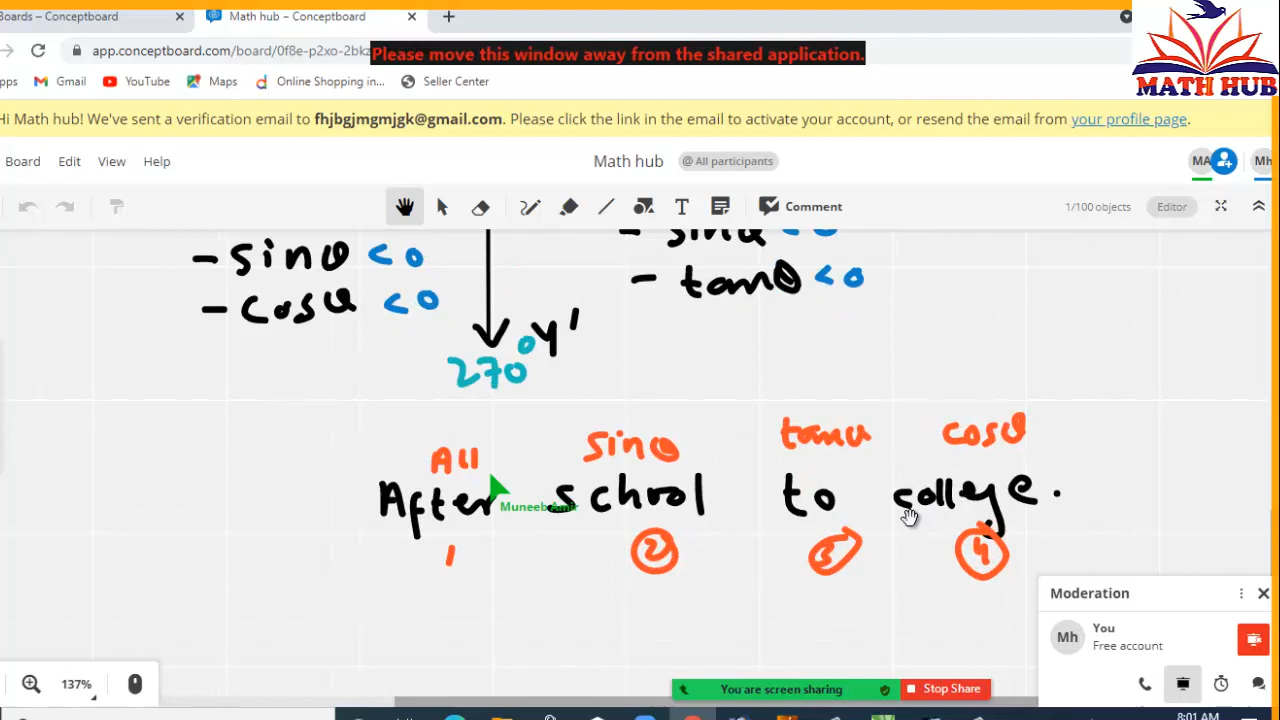 Boards – Conceptboard Math hub – Conceptboard
app.conceptboard.com/board/0f8e-p2xo-2bkz
Please move this window away from the shared application.
MATH HUB
pps Gmail YouTube Maps Online Shopping in... Seller Center
Hi Math hub! We've sent a verification email to fhjbgjmgmjgk@gmail.com. Please click the link in the email to activate your account, or resend the email from your profile page.
Board Edit View Help Math hub @ All participants MA Mh
Comment 1/100 objects Editor
- sinθ < 0 - sinθ < 0
- cosθ < 0 - tanθ < 0
y'
270°
All sinθ tanθ cosθ
After school to college.
Muneeb Amir
1 2 3 4
Moderation
Mh You
Free account
137%
You are screen sharing Stop Share
8:01 AM